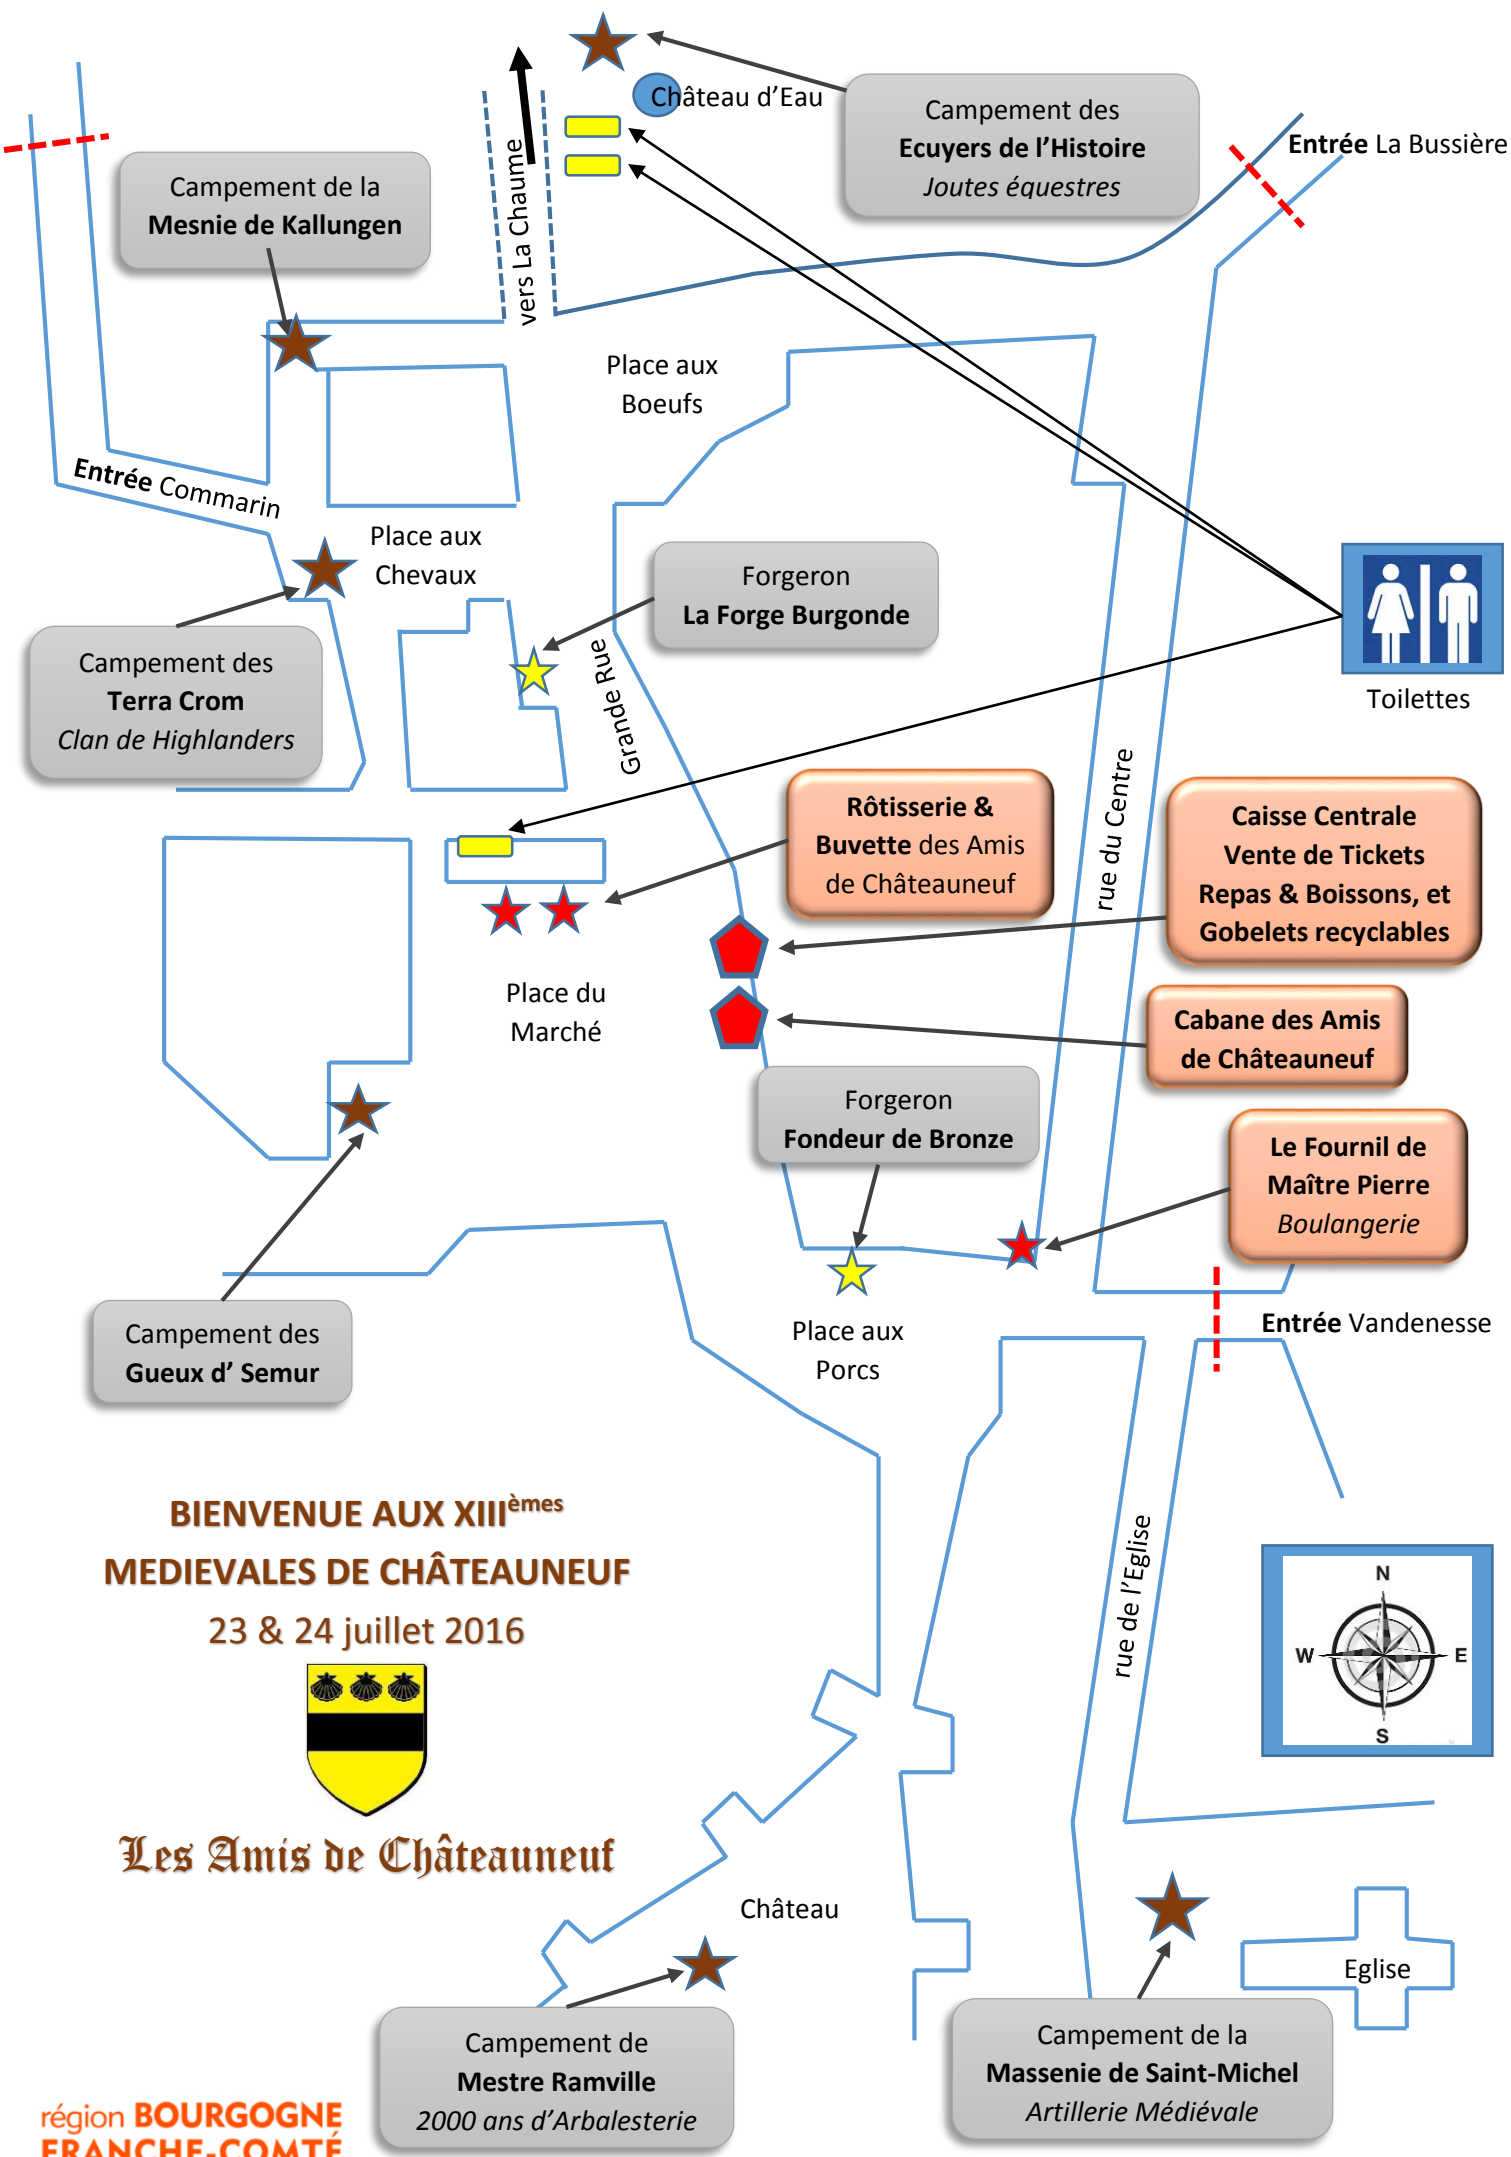 Château d'Eau
Campement des
Ecuyers de l'Histoire
Joutes équestres
Entrée La Bussière
Campement de la
Mesnie de Kallungen
vers La Chaume
Place aux
Boeufs
Entrée Commarin
Place aux
Chevaux
Forgeron
La Forge Burgonde
Toilettes
Campement des
Terra Crom
Clan de Highlanders
Grande Rue
rue du Centre
Rôtisserie &
Buvette des Amis
de Châteauneuf
Caisse Centrale
Vente de Tickets
Repas & Boissons, et
Gobelets recyclables
Place du
Marché
Cabane des Amis
de Châteauneuf
Forgeron
Fondeur de Bronze
Le Fournil de
Maître Pierre
Boulangerie
Campement des
Gueux d' Semur
Place aux
Porcs
Entrée Vandenesse
BIENVENUE AUX XIIIèmes
MEDIEVALES DE CHÂTEAUNEUF
23 & 24 juillet 2016
Les Amis de Châteauneuf
rue de l'Eglise
N
W
E
S
Château
Eglise
Campement de
Mestre Ramville
2000 ans d'Arbalesterie
Campement de la
Massenie de Saint-Michel
Artillerie Médiévale
région BOURGOGNE
FRANCHE-COMTÉ